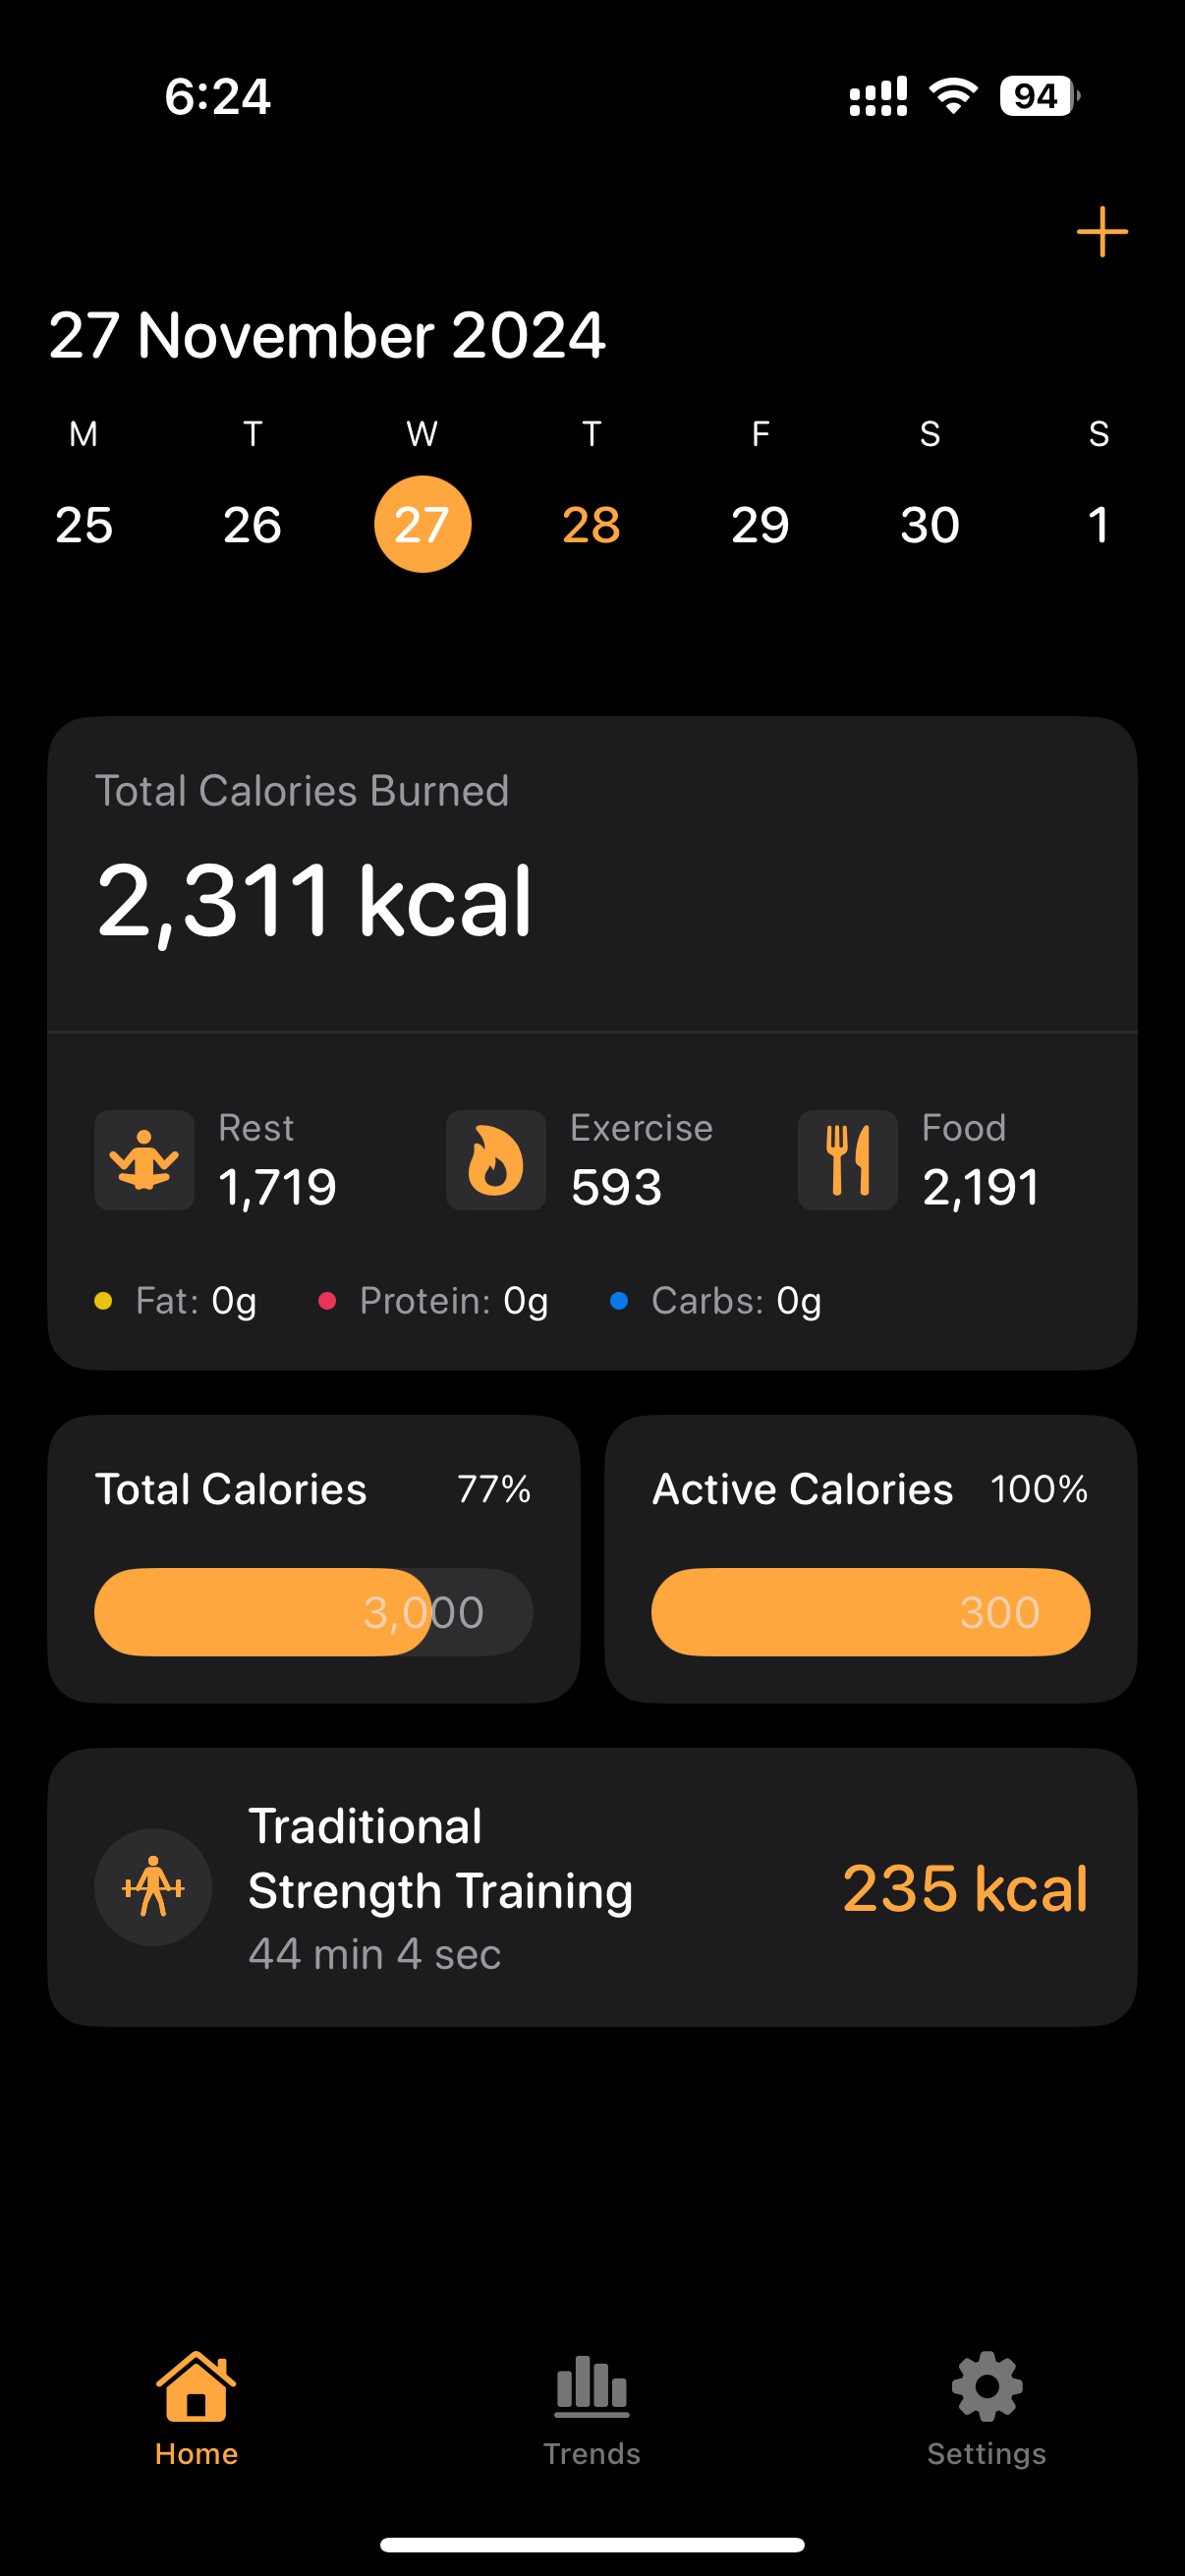 6:24
94
27 November 2024
M T W T F S S
25 26 27 28 29 30 1
Total Calories Burned
2,311 kcal
Rest Exercise Food
1,719 593 2,191
Fat: 0g Protein: 0g Carbs: 0g
Total Calories 77% Active Calories 100%
3,000 300
Traditional
Strength Training
235 kcal
44 min 4 sec
Home Trends Settings